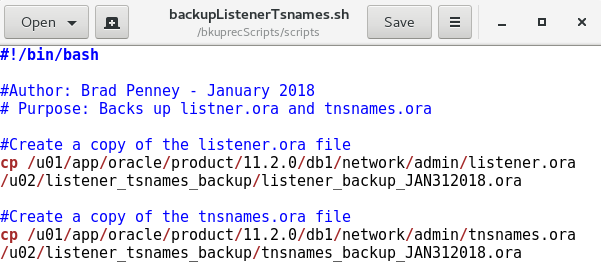 Open
backupListenerTsnames.sh
/bkuprecScripts/scripts
Save
#!/bin/bash
#Author: Brad Penney - January 2018
# Purpose: Backs up listner.ora and tnsnames.ora
#Create a copy of the listener.ora file
cp /u01/app/oracle/product/11.2.0/db1/network/admin/listener.ora
/u02/listener_tsnames_backup/listener_backup_JAN312018.ora
#Create a copy of the tnsnames.ora file
cp /u01/app/oracle/product/11.2.0/db1/network/admin/tnsnames.ora
/u02/listener_tsnames_backup/tnsnames_backup_JAN312018.ora